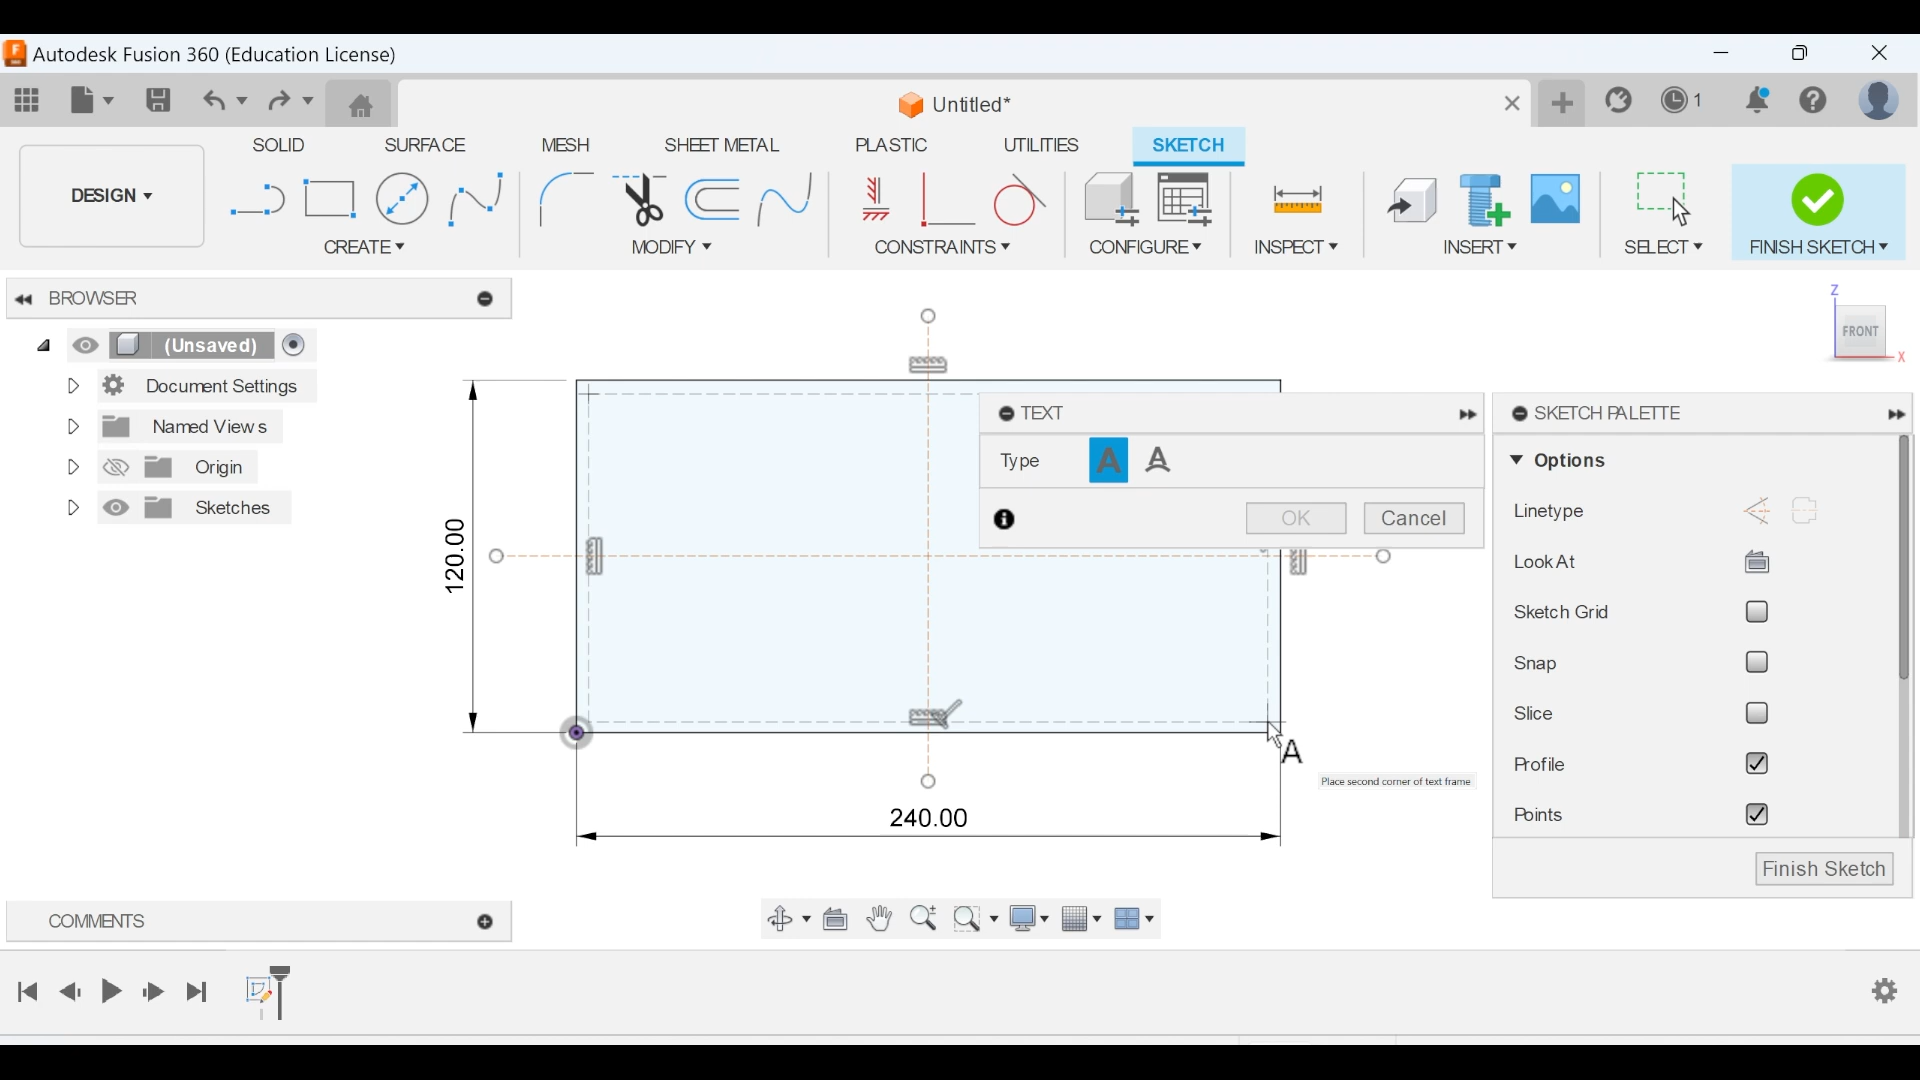 Autodesk Fusion 360 (Education License)
Untitled*
1
SOLID SURFACE MESH SHEET METAL PLASTIC UTILITIES SKETCH
DESIGN
CREATE MODIFY CONSTRAINTS CONFIGURE INSPECT INSERT SELECT FINISH SKETCH
BROWSER
(Unsaved)
Document Settings
Named Views
Origin
Sketches
Z
FRONT
X
120.00
240.00
TEXT
Type A A
OK Cancel
A
Place second corner of text frame
SKETCH PALETTE
Options
Linetype
Look At
Sketch Grid
Snap
Slice
Profile
Points
Finish Sketch
COMMENTS